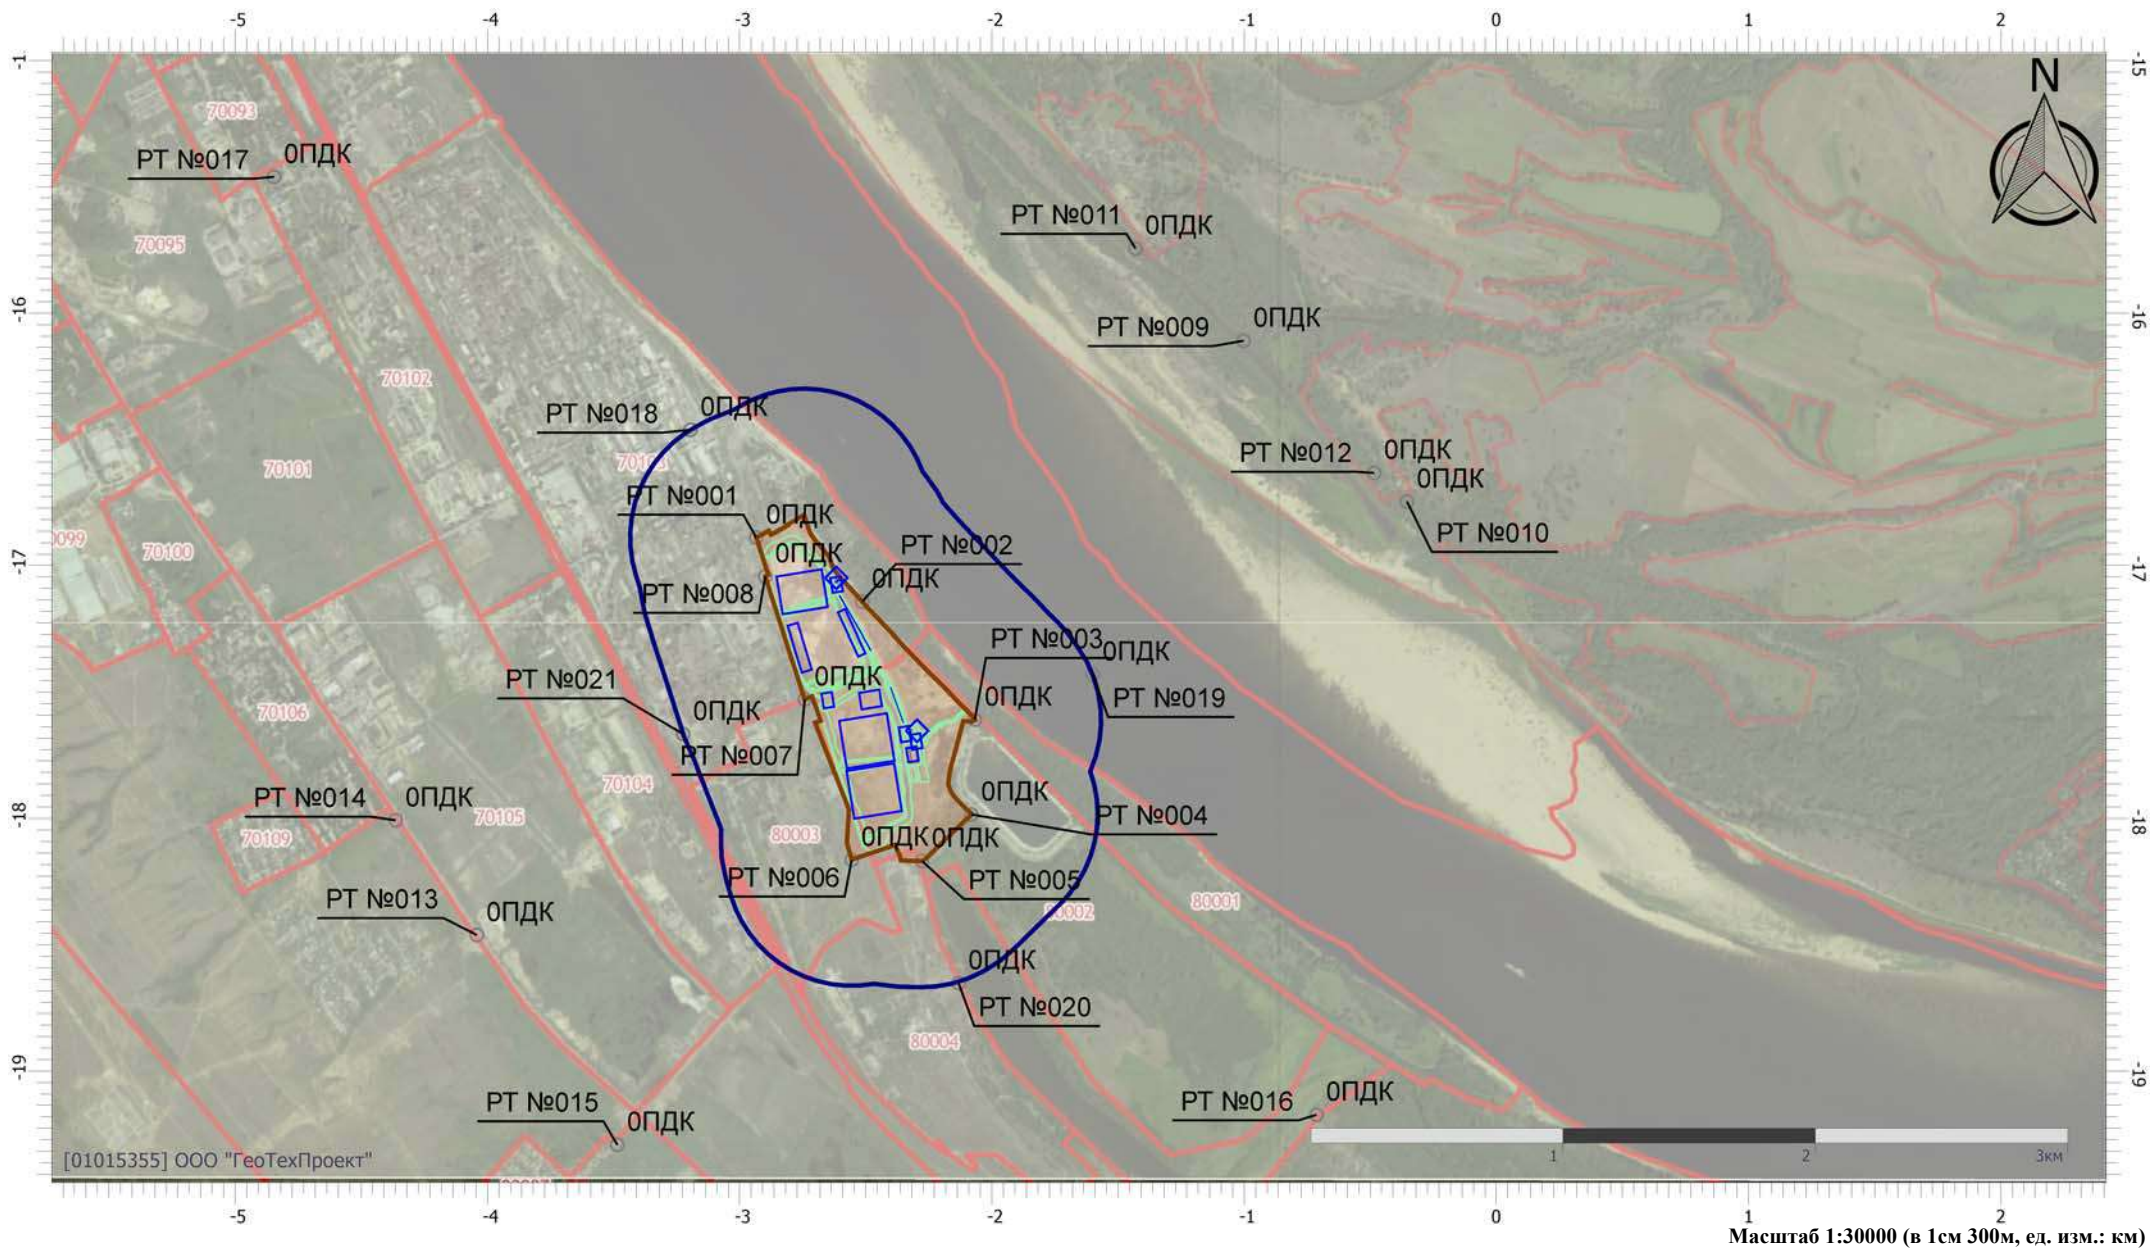 -5 -4 -3 -2 -1 0 1 2
-1
15
N
70093
РТ №017 0ПДК
70095
РТ №011 0ПДК
-16
-16
РТ №009 0ПДК
70102
РТ №018 0ПДК
70101
70103
РТ №012 0ПДК
0ПДК
РТ №010
РТ №001 0ПДК
70100
0099
0ПДК
РТ №002
0ПДК
-17
-17
РТ №008
РТ №003
0ПДК
0ПДК
РТ №021
0ПДК
РТ №019
70106
0ПДК
РТ №007
70104
РТ №014 0ПДК
70105
0ПДК
РТ №004
-18
-18
70109
80003
0ПДК
0ПДК
РТ №006
РТ №005
РТ №013 0ПДК
80002
80001
0ПДК
РТ №020
80004
-19
-19
РТ №015 0ПДК
РТ №016 0ПДК
[01015355] ООО "ГеоТехПроект"
1 2 3км
-5 -4 -3 -2 -1 0 1 2
Масштаб 1:30000 (в 1см 300м, ед. изм.: км)